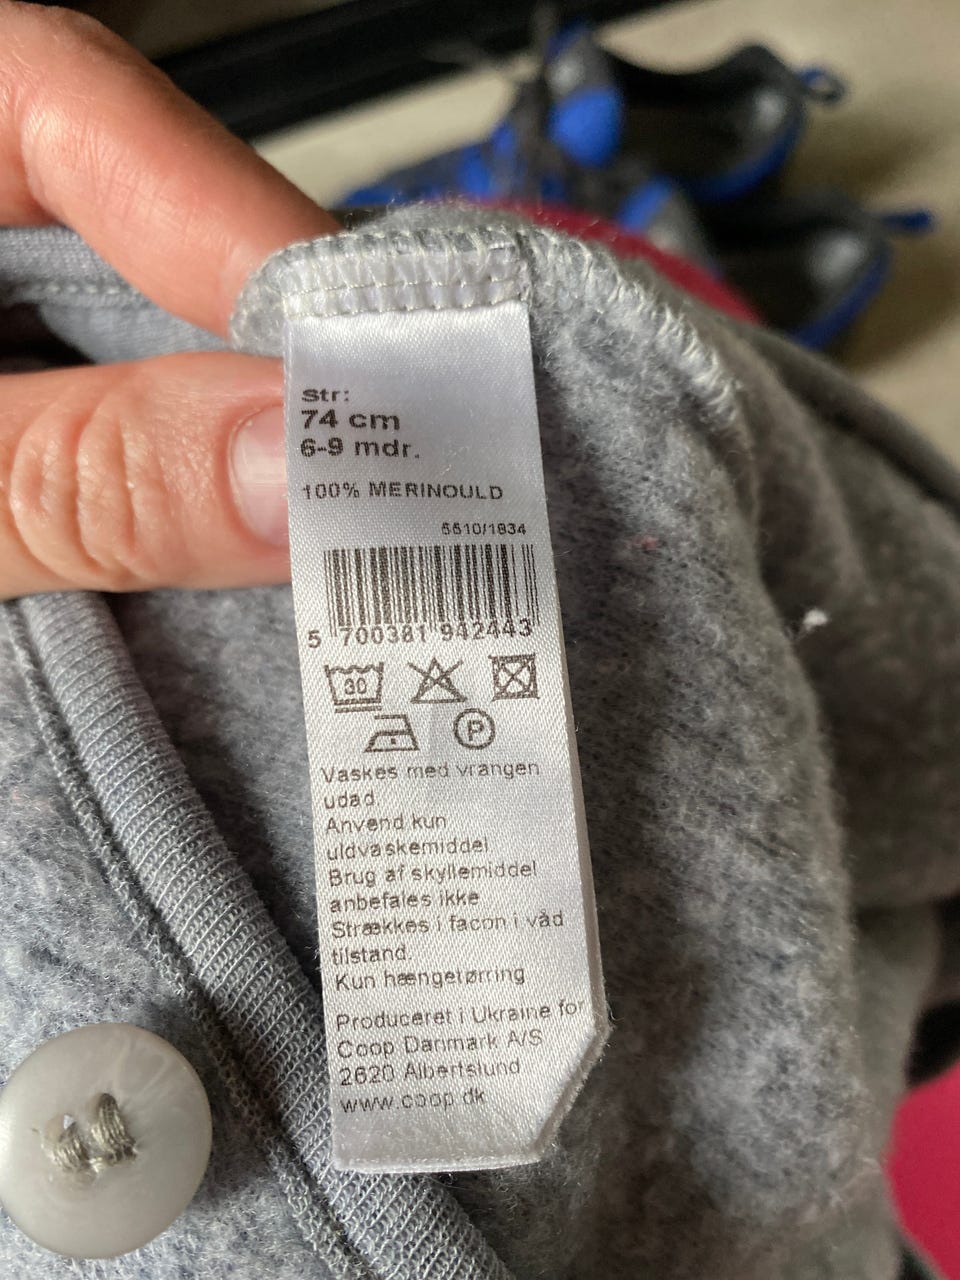 Str:
74 cm
6-9 mdr.
100% MERINOULD
5510/1834
5 700381 942443
30
P
Vaskes med vrangen
udad.
Anvend kun
uldvaskemiddel
Brug af skyllemiddel
anbefales ikke
Strækkes i facon i våd
tilstand.
Kun hængetørring
Produceret i Ukraine for
Coop Danmark A/S
2620 Albertslund
www.coop.dk